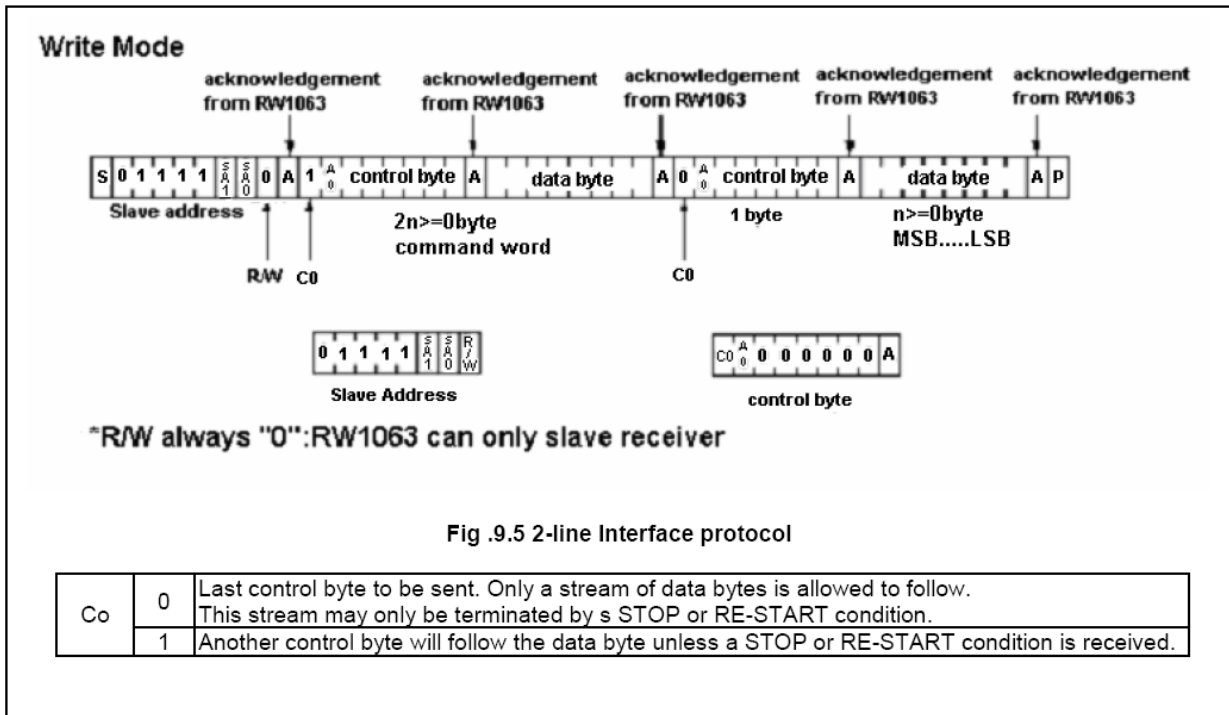 Write Mode
acknowledgement from RW1063
acknowledgement from RW1063
acknowledgement from RW1063
acknowledgement from RW1063
acknowledgement from RW1063
S 0 1 1 1 1 SA1 SA0 0 A 1 A0 control byte A data byte A 0 A0 control byte A data byte A P
Slave address
2n>=0byte
command word
1 byte
n>=0byte
MSB.....LSB
R/W C0
C0
0 1 1 1 1 SA1 SA0 R/W
Slave Address
C0 A0 0 0 0 0 0 0 A
control byte
*R/W always "0":RW1063 can only slave receiver
Fig .9.5 2-line Interface protocol
Co
0 Last control byte to be sent. Only a stream of data bytes is allowed to follow.
This stream may only be terminated by s STOP or RE-START condition.
1 Another control byte will follow the data byte unless a STOP or RE-START condition is received.